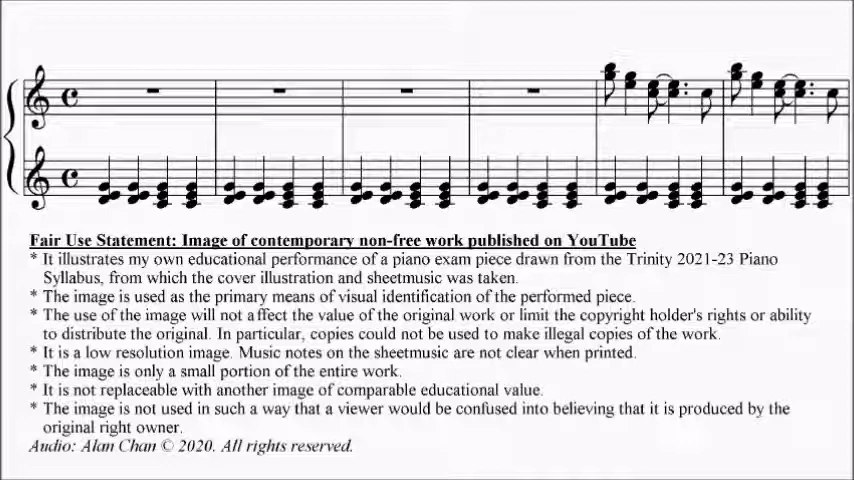 Fair Use Statement: Image of contemporary non-free work published on YouTube
* It illustrates my own educational performance of a piano exam piece drawn from the Trinity 2021-23 Piano
Syllabus, from which the cover illustration and sheetmusic was taken.
* The image is used as the primary means of visual identification of the performed piece.
* The use of the image will not affect the value of the original work or limit the copyright holder's rights or ability
to distribute the original. In particular, copies could not be used to make illegal copies of the work.
* It is a low resolution image. Music notes on the sheetmusic are not clear when printed.
* The image is only a small portion of the entire work.
* It is not replaceable with another image of comparable educational value.
* The image is not used in such a way that a viewer would be confused into believing that it is produced by the
original right owner.
Audio: Alan Chan © 2020. All rights reserved.